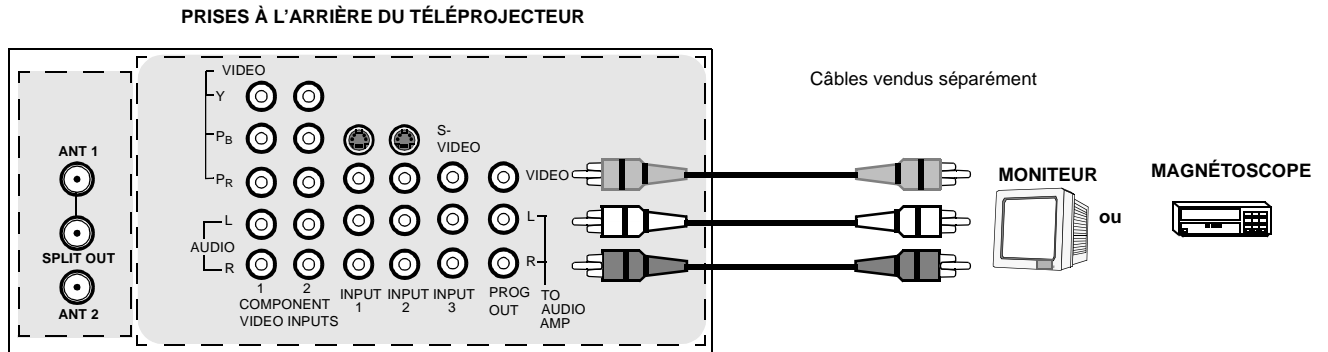 PRISES À L'ARRIÈRE DU TÉLÉPROJECTEUR
Câbles vendus séparément
VIDEO
Y
PB
PR
S-
VIDEO
VIDEO
ANT 1
SPLIT OUT
ANT 2
AUDIO
L
R
L
R
1
2
COMPONENT
VIDEO INPUTS
INPUT
1
INPUT
2
INPUT
3
PROG
OUT
TO
AUDIO
AMP
MONITEUR
ou
MAGNÉTOSCOPE